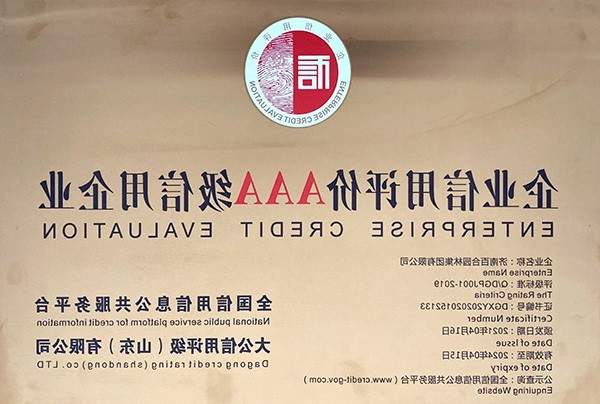 企业信用评价
信
ENTERPRISE CREDIT EVALUATION
企业信用评价AAA级信用企业
ENTERPRISE CREDIT EVALUATION
企业名称：济南百合园林集团有限公司
Enterprise Name
评级标准：Q/DGPJ001-2019
The Rating Criteria
证书编号：DGXY202020152133
Certificate Number
颁发日期：2021年04月16日
Date of Issue
有效期至：2024年04月15日
Date of expiry
公示查询：全国信用信息公共服务平台（www.credit-gov.com）
Enquiring Website
全国信用信息公共服务平台
National public service platform for credit information
大公信用评级（山东）有限公司
Dagong credit rating (shandong) co. LTD